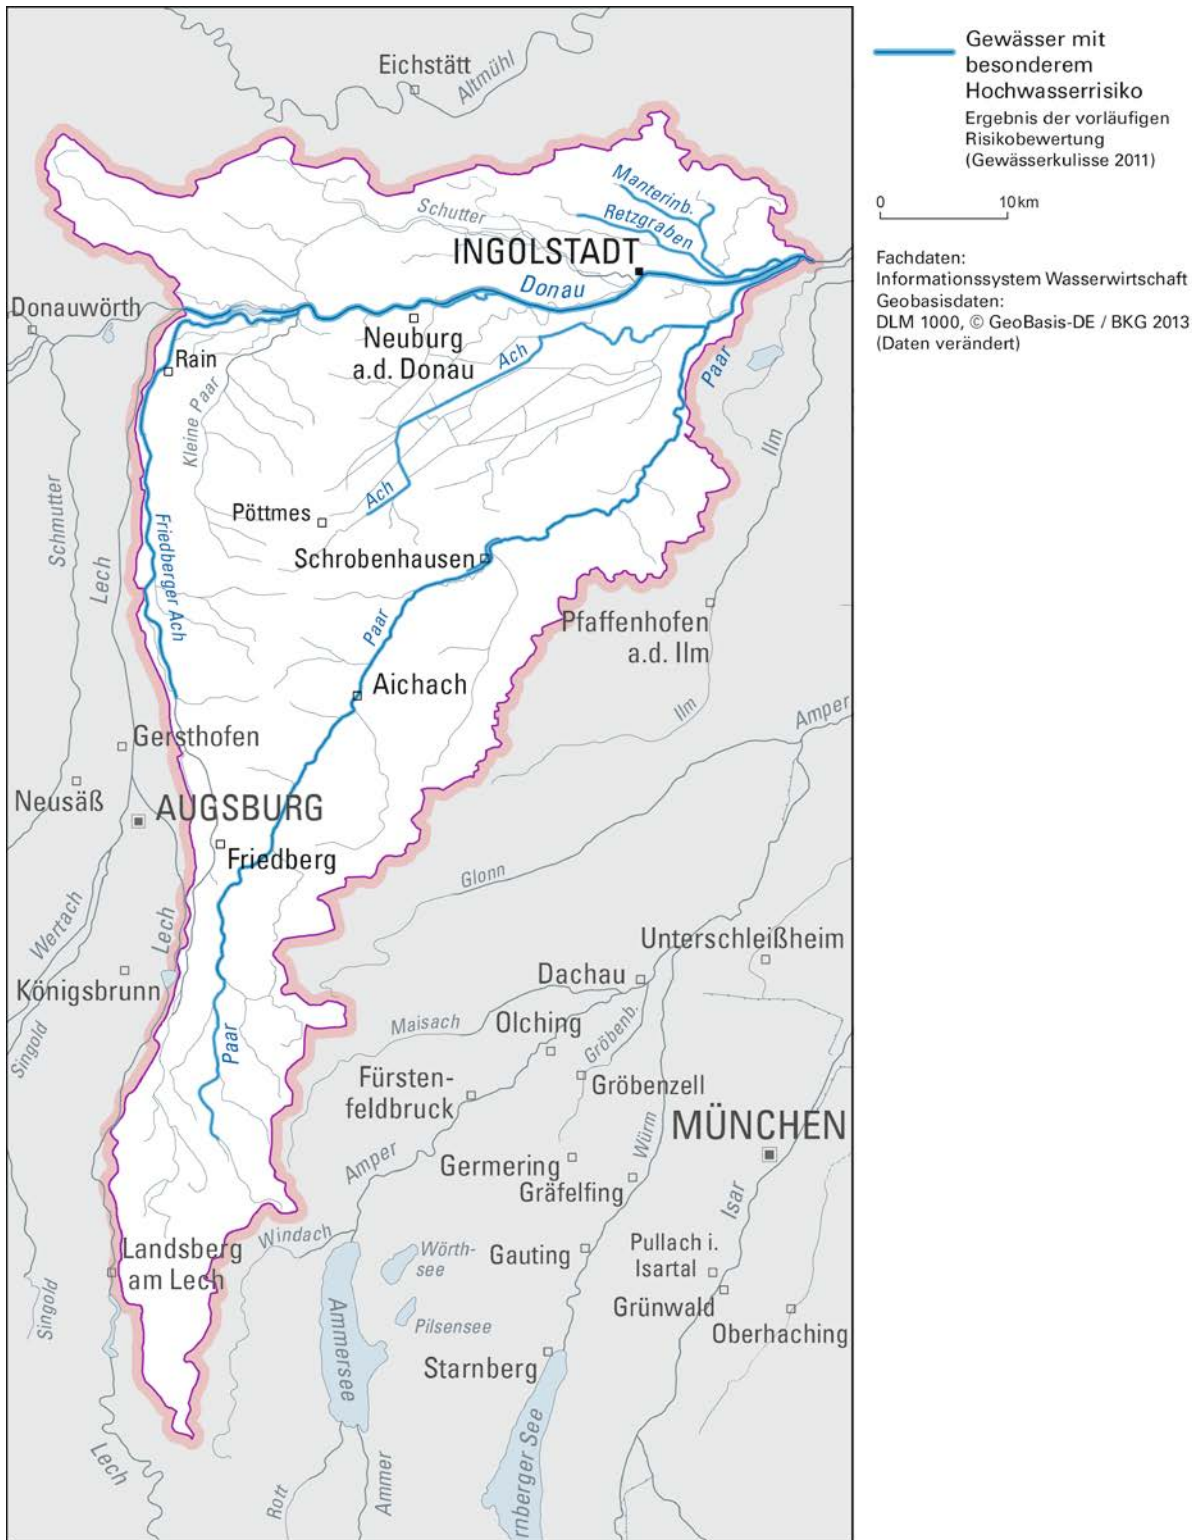 Eichstätt
Altmühl
Manterinb.
Retzgraben
Schutter
INGOLSTADT
Donau
Donauwörth
Neuburg
a.d. Donau
Rain
Ach
Paar
Kleine Paar
Ilm
Ach
Pöttmes
Schmutter
Lech
Friedberger Ach
Schrobenhausen
Paar
Pfaffenhofen
a.d. Ilm
Aichach
Ilm
Amper
Gersthofen
Neusäß
AUGSBURG
Friedberg
Glonn
Wertach
Lech
Unterschleißheim
Königsbrunn
Dachau
Singold
Maisach
Olching
Gröbenb.
Paar
Fürsten-
feldbruck
Gröbenzell
MÜNCHEN
Würm
Amper
Germering
Gräfelfing
Isar
Windach
Landsberg
am Lech
Wörth-
see
Gauting
Pullach i.
Isartal
Singold
Ammersee
Pilsensee
Grünwald
Oberhaching
Starnberg
Lech
Rott
Ammer
rnberger See
Gewässer mit
besonderem
Hochwasserrisiko
Ergebnis der vorläufigen
Risikobewertung
(Gewässerkulisse 2011)
0 10 km
Fachdaten:
Informationssystem Wasserwirtschaft
Geobasisdaten:
DLM 1000, © GeoBasis-DE / BKG 2013
(Daten verändert)